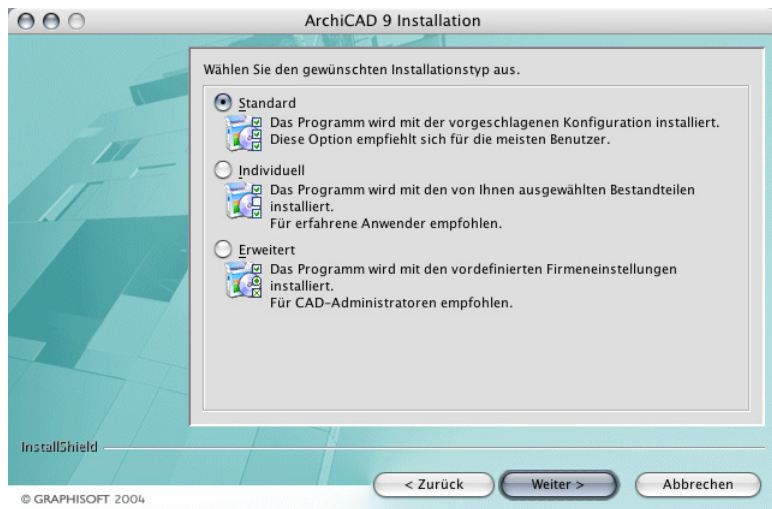 ArchiCAD 9 Installation
Wählen Sie den gewünschten Installationstyp aus.
Standard
Das Programm wird mit der vorgeschlagenen Konfiguration installiert.
Diese Option empfiehlt sich für die meisten Benutzer.
Individuell
Das Programm wird mit den von Ihnen ausgewählten Bestandteilen
installiert.
Für erfahrene Anwender empfohlen.
Erweitert
Das Programm wird mit den vordefinierten Firmeneinstellungen
installiert.
Für CAD-Administratoren empfohlen.
InstallShield
< Zurück
Weiter >
Abbrechen
© GRAPHISOFT 2004